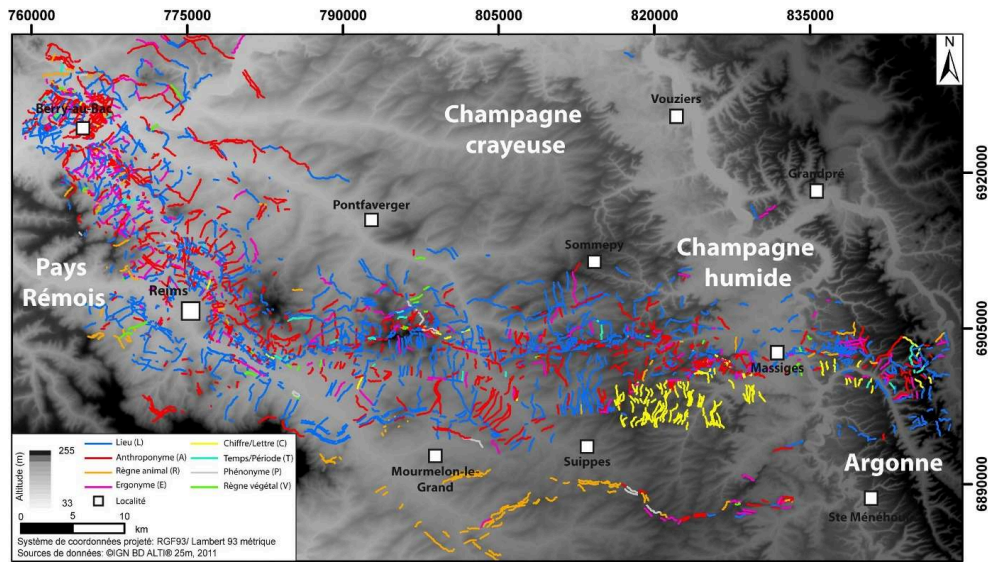 760000 775000 790000 805000 820000 835000
N
Berry-au-Bac
Vouziers
Champagne
crayeuse
6920000
Grandpré
Pontfaverger
Sommepy
Champagne
humide
Pays
Rémois
Reims
6905000
Massiges
Mourmelon-le-
Grand
Suippes
Argonne
6890000
Altitude (m)
255
33
Lieu (L)
Anthroponyme (A)
Règne animal (R)
Ergonyme (E)
Localité
Chiffre/Lettre (C)
Temps/Période (T)
Phénonyme (P)
Règne végétal (V)
0 5 10
km
Système de coordonnées projeté: RGF93/ Lambert 93 métrique
Sources de données: ©IGN BD ALTI® 25m, 2011